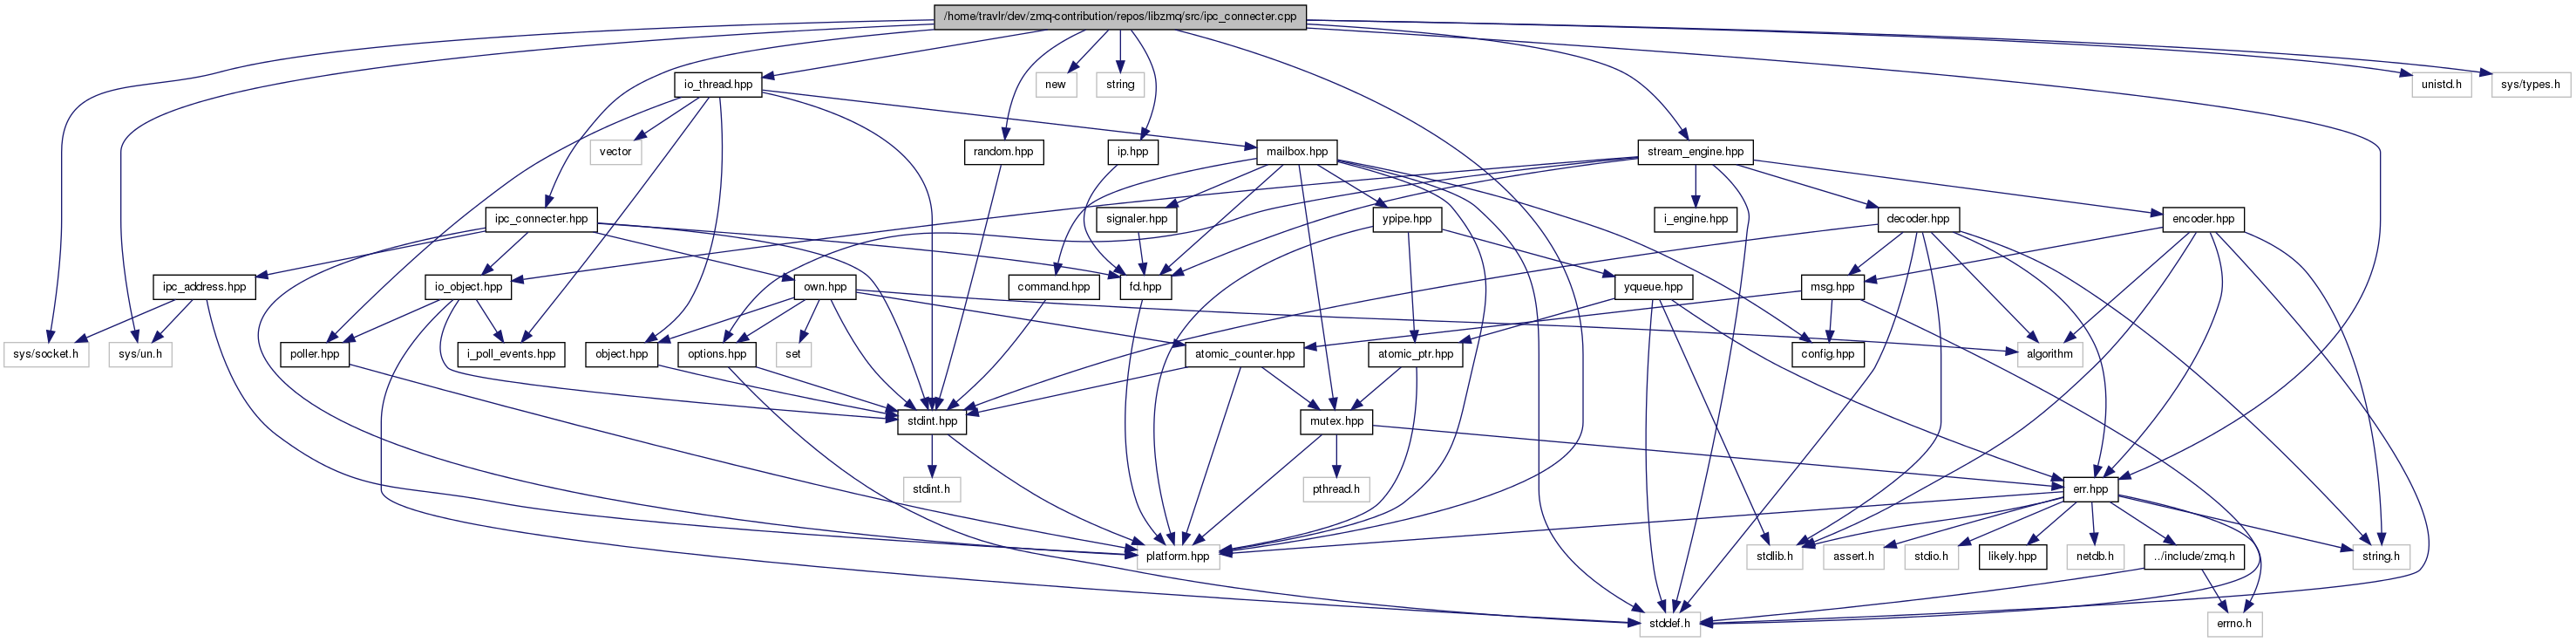 /home/travlr/dev/zmq-contribution/repos/libzmq/src/ipc_connecter.cpp
io_thread.hpp
new
string
unistd.h
sys/types.h
vector
random.hpp
ip.hpp
mailbox.hpp
stream_engine.hpp
ipc_connecter.hpp
signaler.hpp
ypipe.hpp
i_engine.hpp
decoder.hpp
encoder.hpp
ipc_address.hpp
io_object.hpp
own.hpp
command.hpp
fd.hpp
yqueue.hpp
msg.hpp
sys/socket.h
sys/un.h
poller.hpp
i_poll_events.hpp
object.hpp
options.hpp
set
atomic_counter.hpp
atomic_ptr.hpp
config.hpp
algorithm
stdint.hpp
mutex.hpp
stdint.h
pthread.h
err.hpp
platform.hpp
stdlib.h
assert.h
stdio.h
likely.hpp
netdb.h
../include/zmq.h
string.h
stddef.h
errno.h